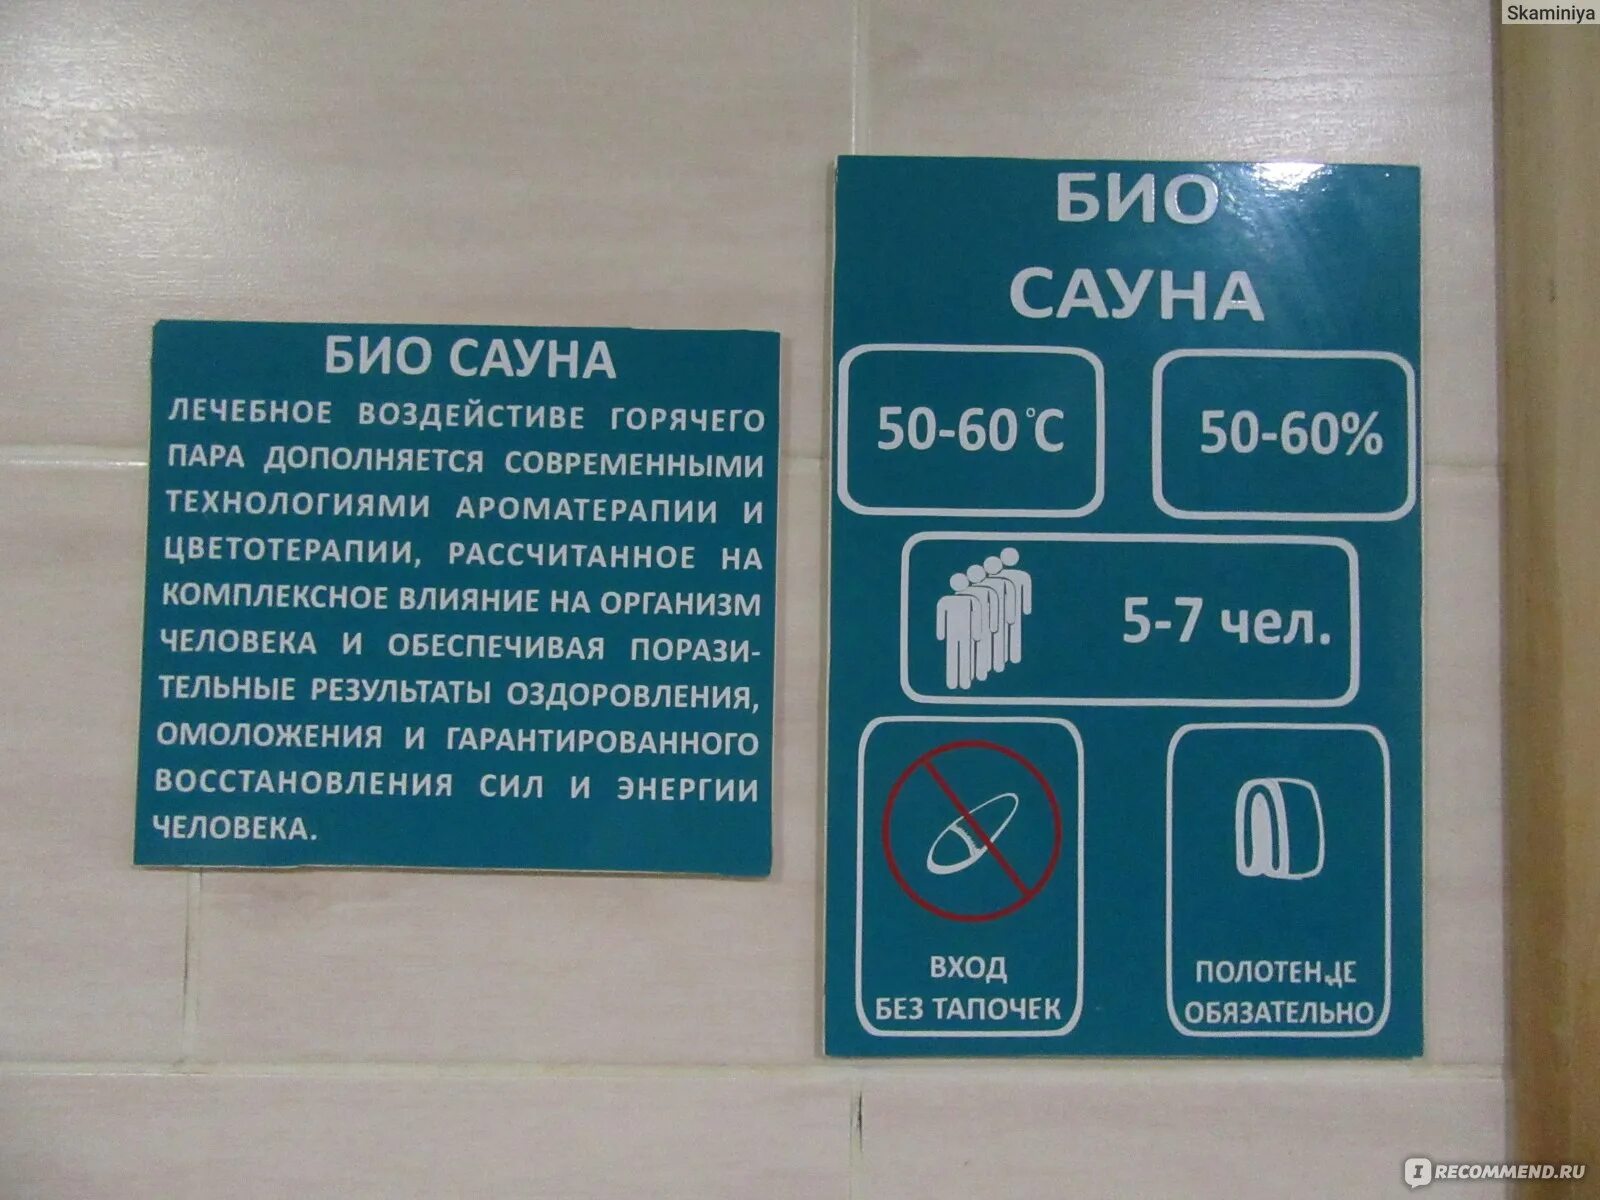 Skaminiya
БИО САУНА
ЛЕЧЕБНОЕ ВОЗДЕЙСТИВЕ ГОРЯЧЕГО
ПАРА ДОПОЛНЯЕТСЯ СОВРЕМЕННЫМИ
ТЕХНОЛОГИЯМИ АРОМАТЕРАПИИ И
ЦВЕТОТЕРАПИИ, РАССЧИТАННОЕ НА
КОМПЛЕКСНОЕ ВЛИЯНИЕ НА ОРГАНИЗМ
ЧЕЛОВЕКА И ОБЕСПЕЧИВАЯ ПОРАЗИ-
ТЕЛЬНЫЕ РЕЗУЛЬТАТЫ ОЗДОРОВЛЕНИЯ,
ОМОЛОЖЕНИЯ И ГАРАНТИРОВАННОГО
ВОССТАНОВЛЕНИЯ СИЛ И ЭНЕРГИИ
ЧЕЛОВЕКА.
БИО
САУНА
50-60°С
50-60%
5-7 чел.
ВХОД
БЕЗ ТАПОЧЕК
ПОЛОТЕНЦЕ
ОБЯЗАТЕЛЬНО
IRECOMMEND.RU